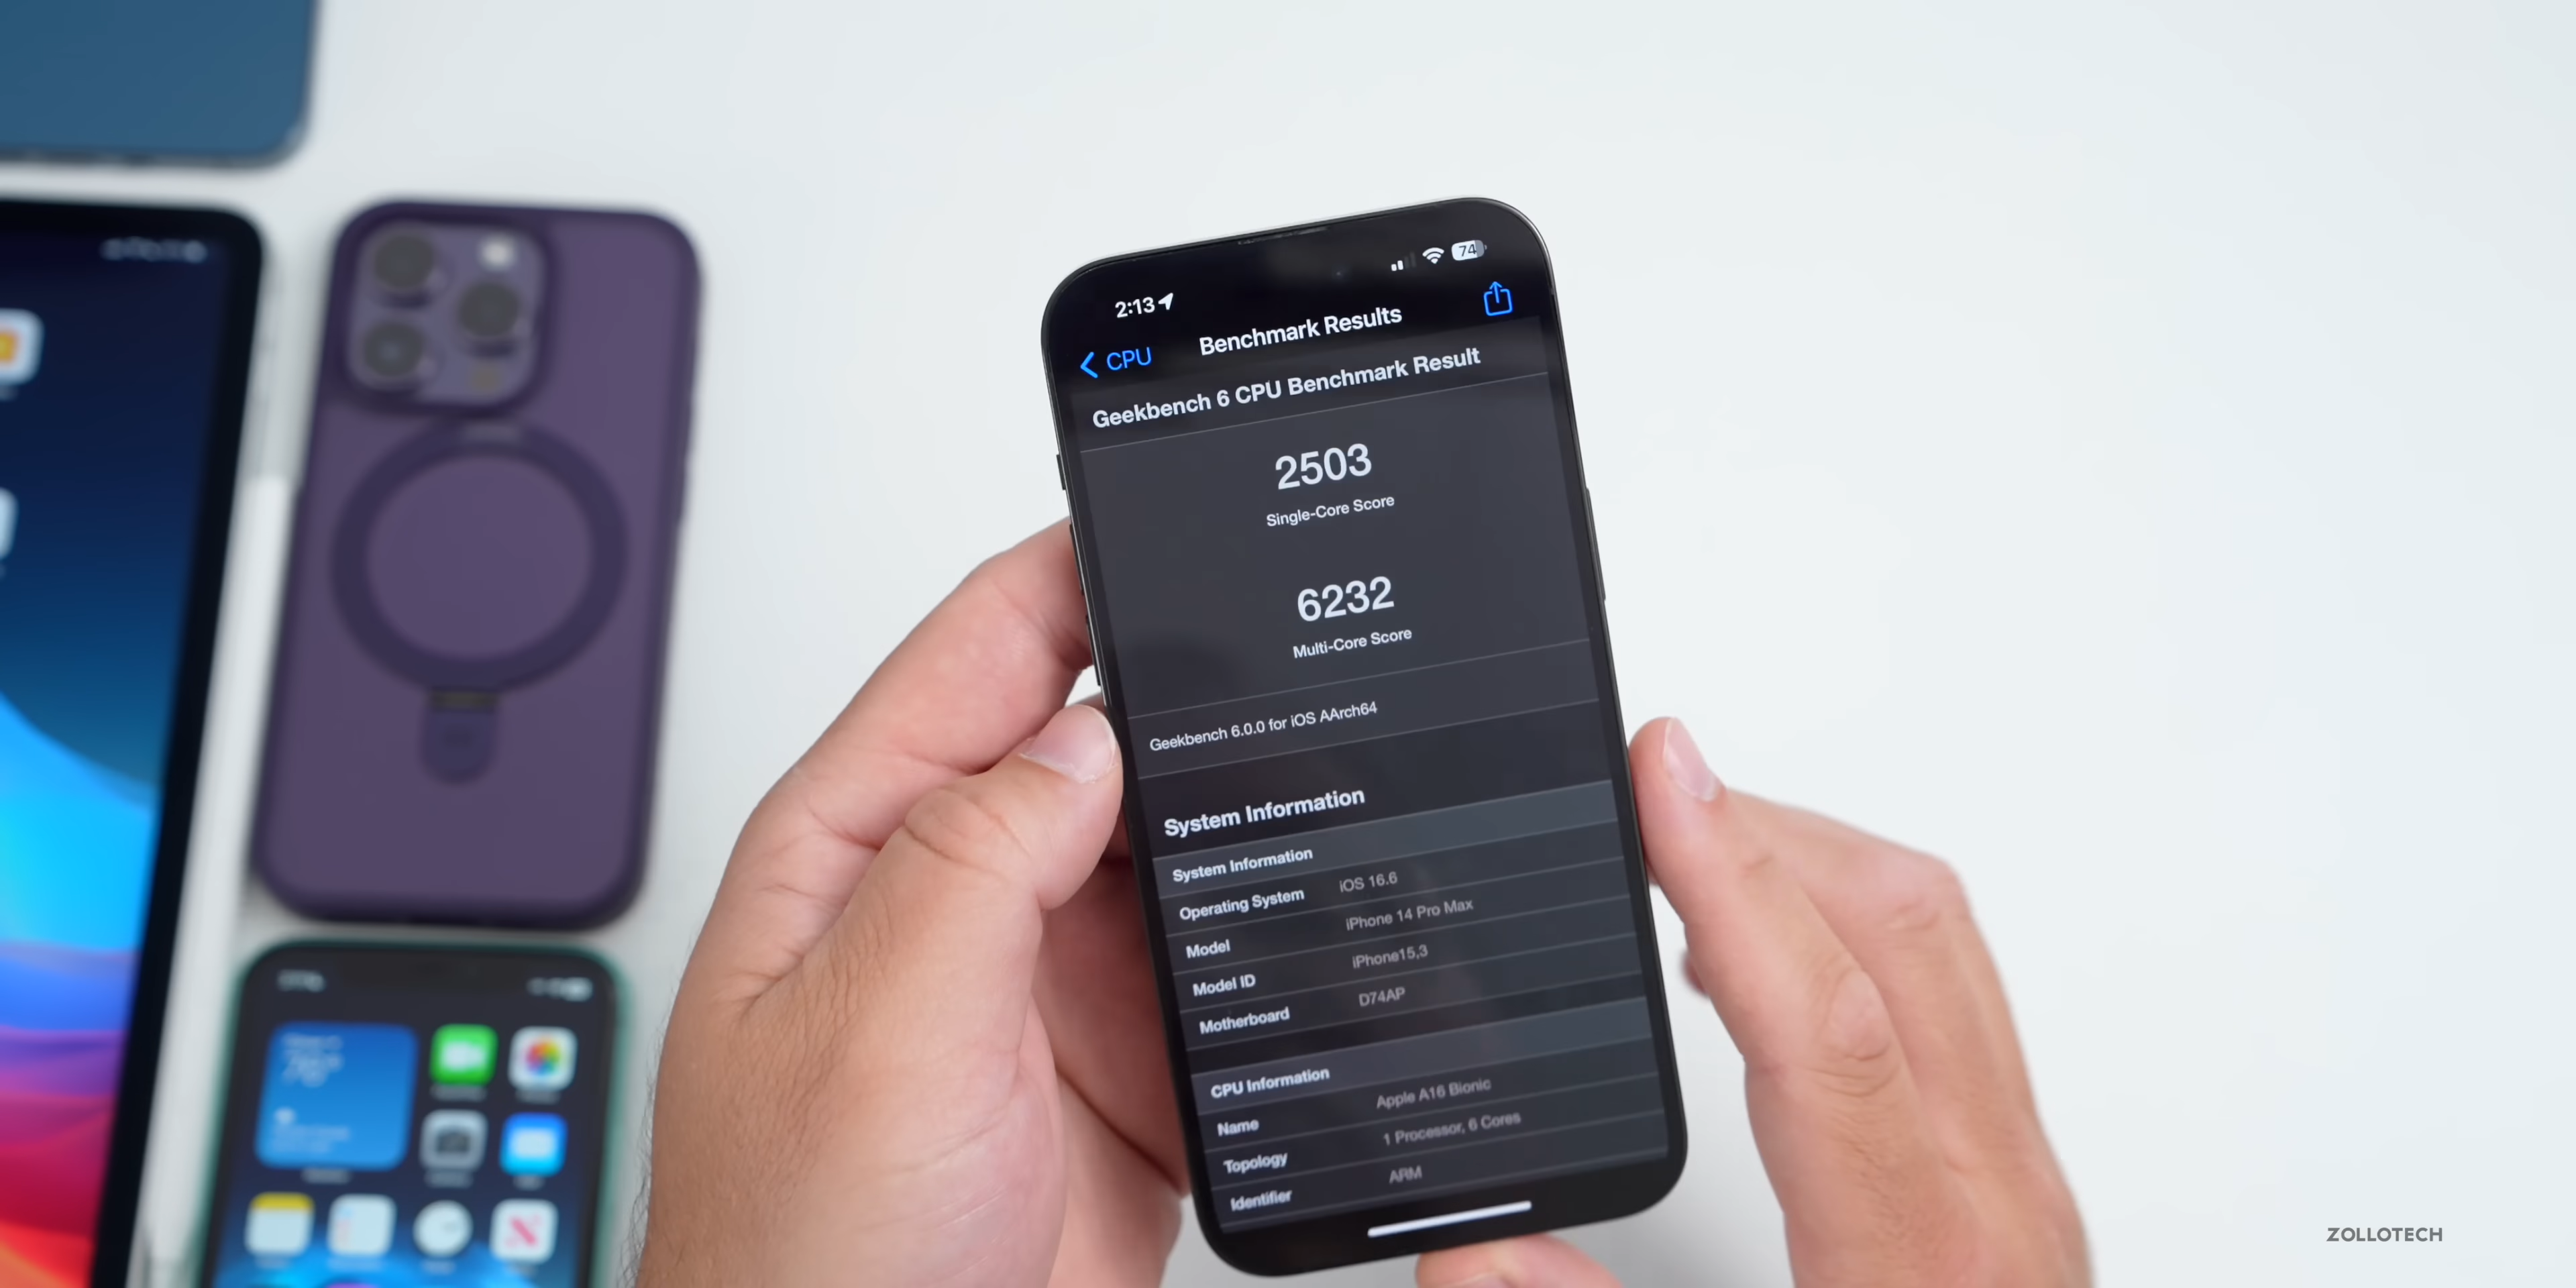 2:13
74
CPU
Benchmark Results
Geekbench 6 CPU Benchmark Result
2503
Single-Core Score
6232
Multi-Core Score
Geekbench 6.0.0 for iOS AArch64
System Information
System Information
Operating System iOS 16.6
Model iPhone 14 Pro Max
Model ID iPhone15,3
Motherboard D74AP
CPU Information
Name Apple A16 Bionic
Topology 1 Processor, 6 Cores
Identifier ARM
ZOLLOTECH